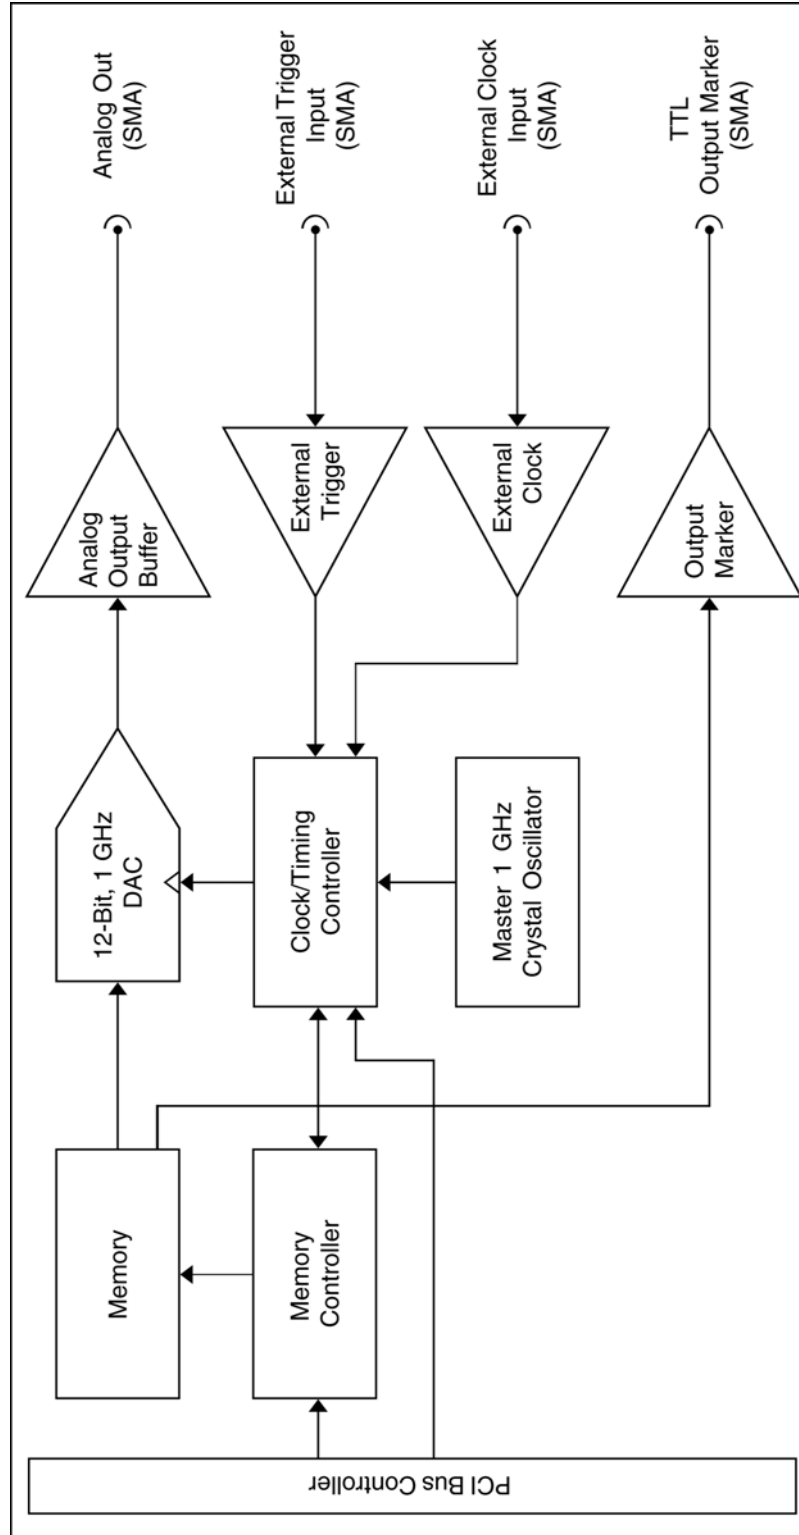 Analog Out
(SMA)
External Trigger
Input
(SMA)
External Clock
Input
(SMA)
TTL
Output Marker
(SMA)
Analog
Output
Buffer
External
Trigger
External
Clock
Output
Marker
12-Bit, 1 GHz
DAC
Clock/Timing
Controller
Master 1 GHz
Crystal Oscillator
Memory
Memory
Controller
PCI Bus Controller